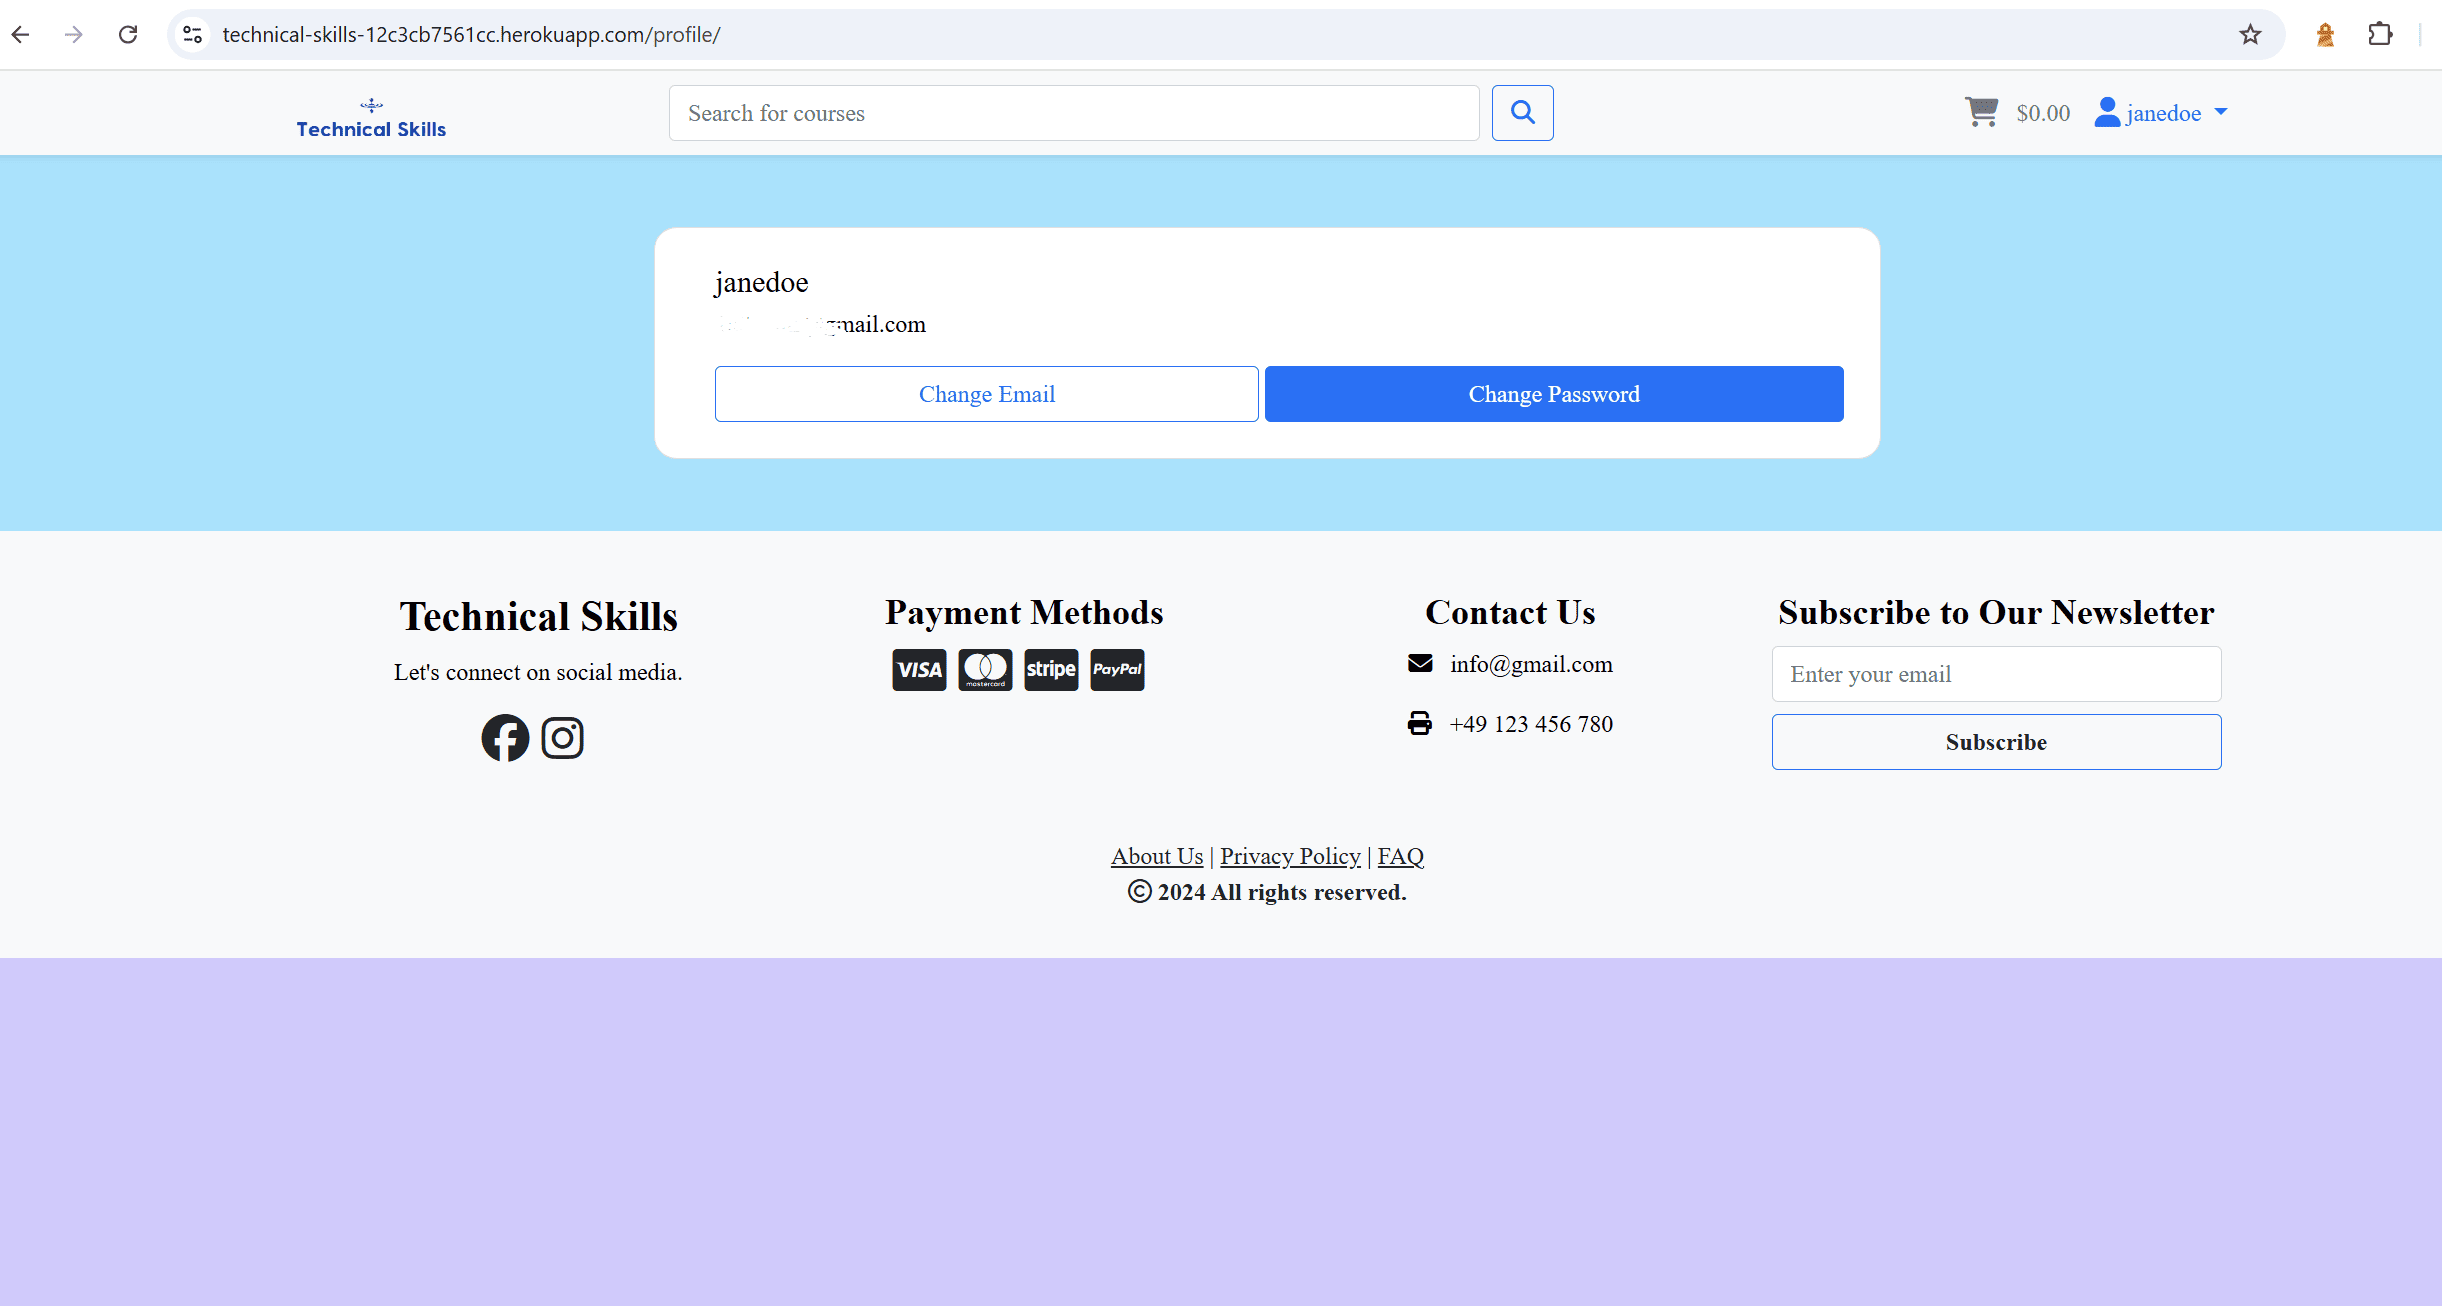 technical-skills-12c3cb7561cc.herokuapp.com/profile/
Technical Skills
Search for courses
$0.00
janedoe
janedoe
gmail.com
Change Email
Change Password
Technical Skills
Let's connect on social media.
Payment Methods
VISA
mastercard
stripe
PayPal
Contact Us
info@gmail.com
+49 123 456 780
Subscribe to Our Newsletter
Enter your email
Subscribe
About Us | Privacy Policy | FAQ
© 2024 All rights reserved.